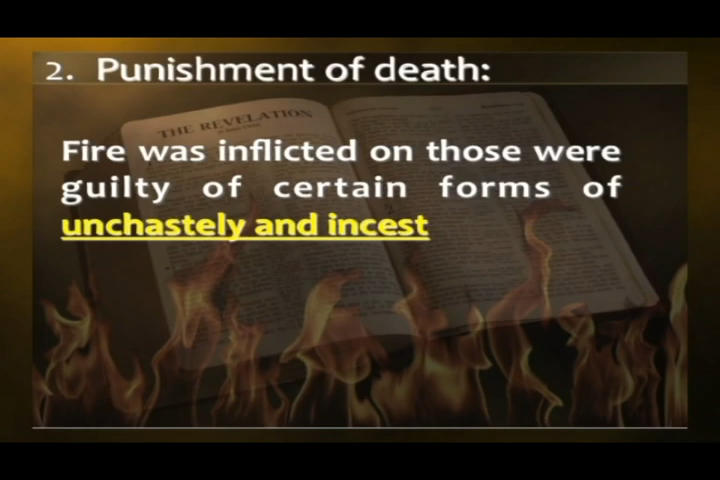 2. Punishment of death:
THE REVELATION
Fire was inflicted on those were
guilty of certain forms of
unchastely and incest